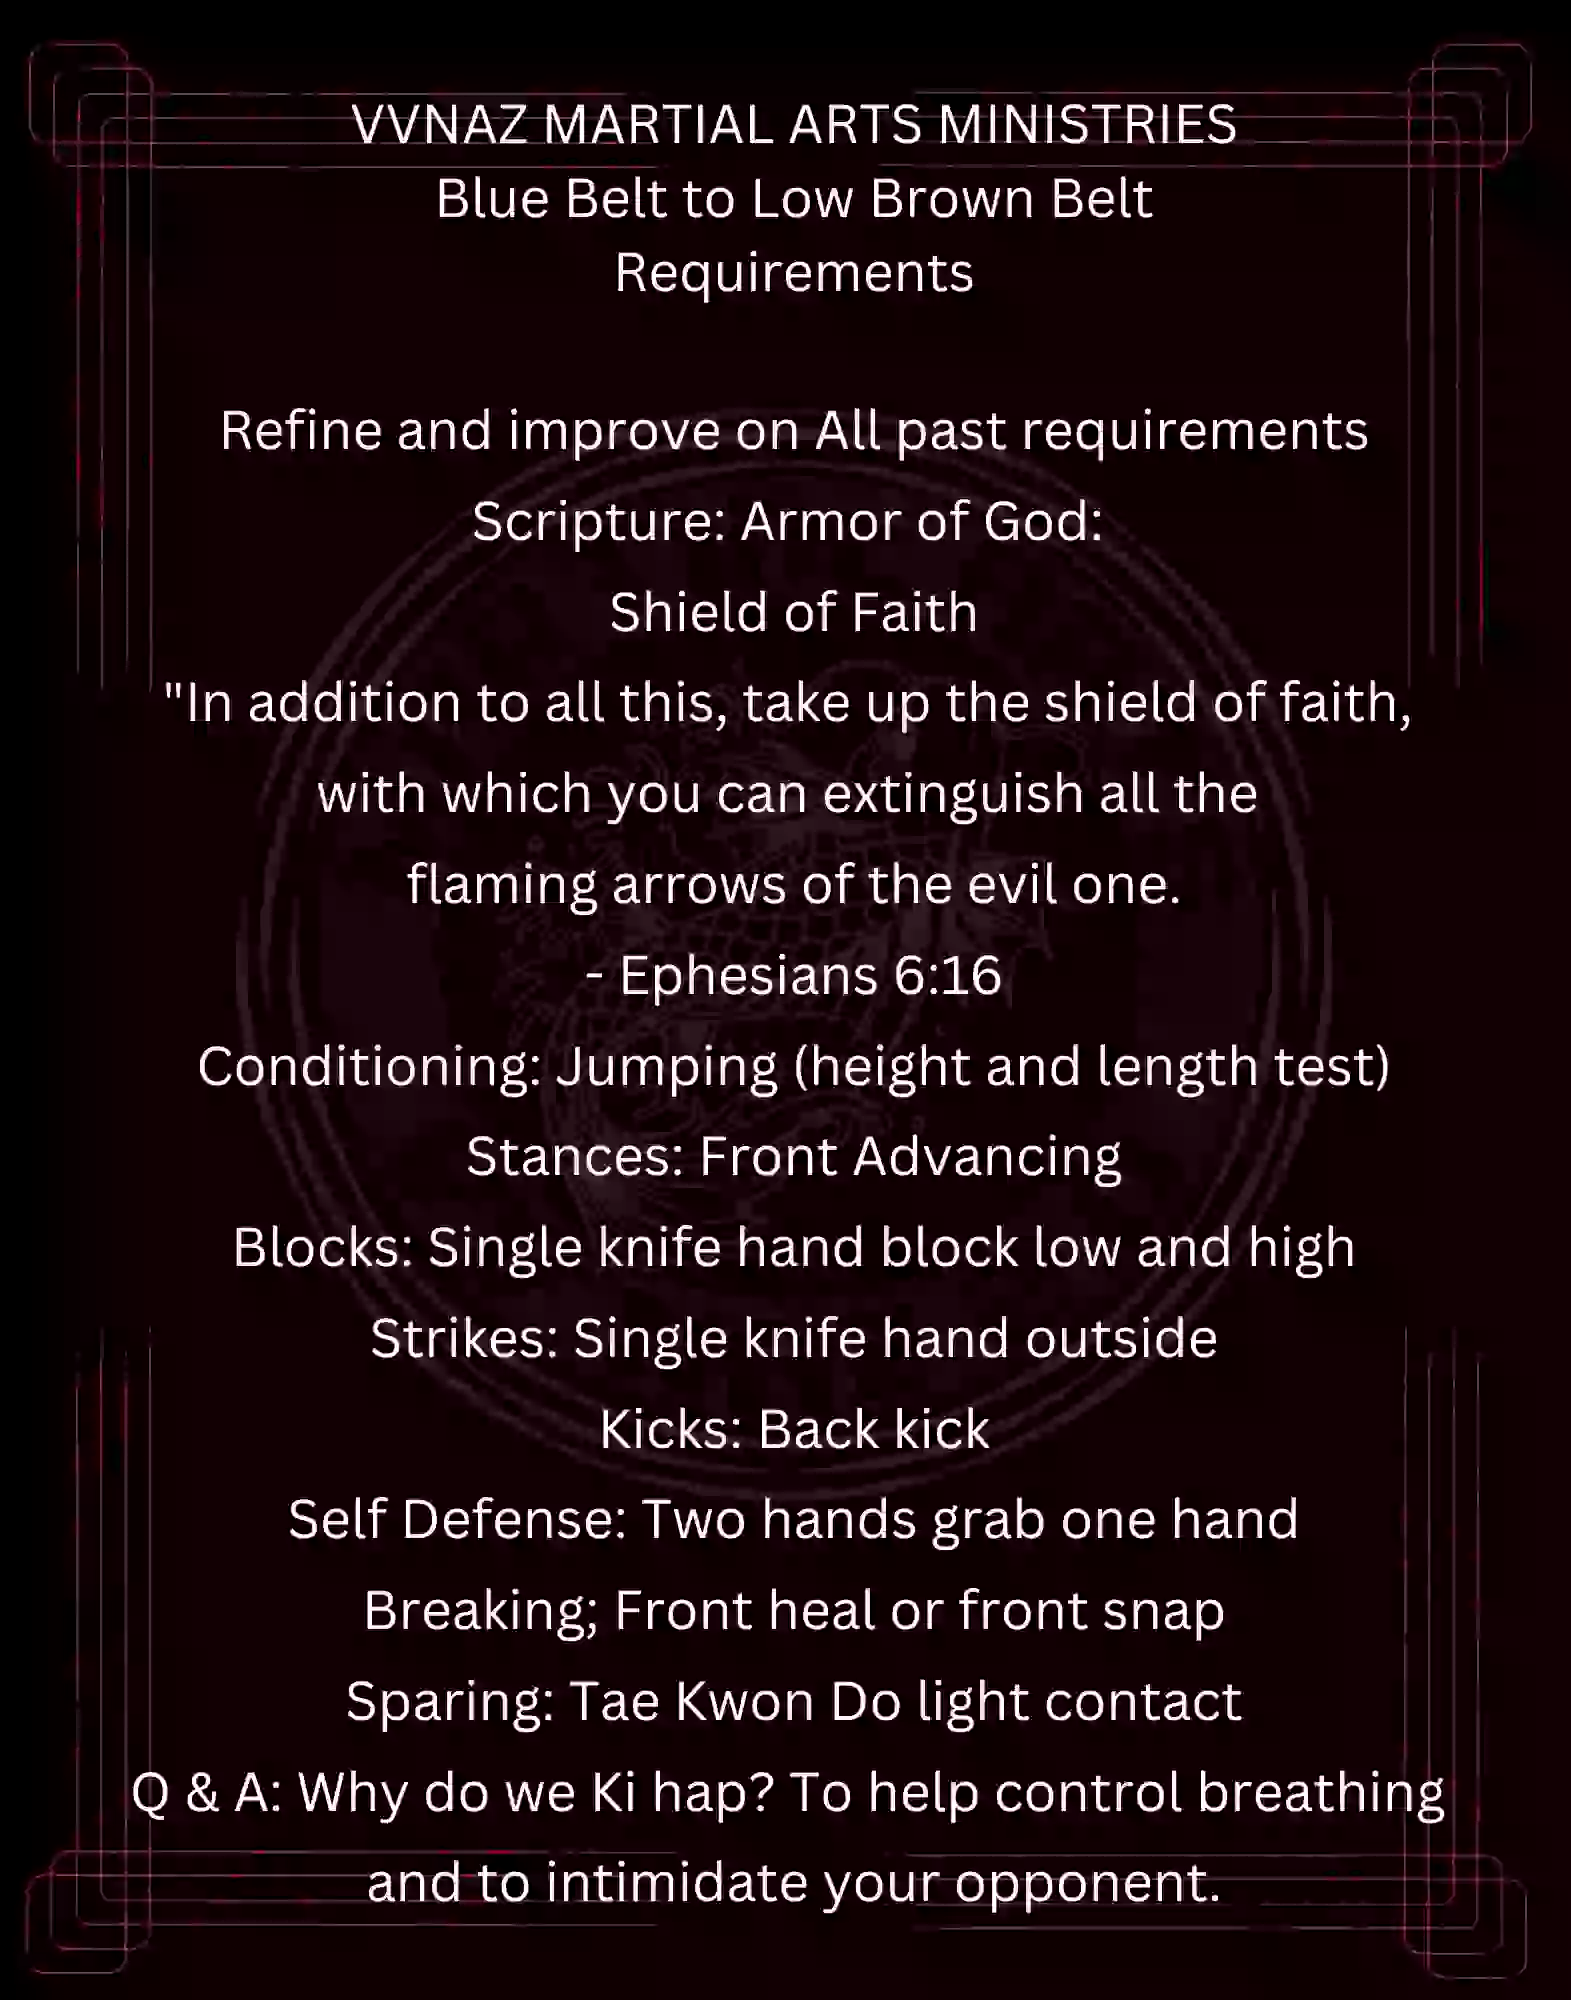 VVNAZ MARTIAL ARTS MINISTRIES
Blue Belt to Low Brown Belt
Requirements
Refine and improve on All past requirements
Scripture: Armor of God:
Shield of Faith
"In addition to all this, take up the shield of faith,
with which you can extinguish all the
flaming arrows of the evil one.
- Ephesians 6:16
Conditioning: Jumping (height and length test)
Stances: Front Advancing
Blocks: Single knife hand block low and high
Strikes: Single knife hand outside
Kicks: Back kick
Self Defense: Two hands grab one hand
Breaking; Front heal or front snap
Sparing: Tae Kwon Do light contact
Q & A: Why do we Ki hap? To help control breathing
and to intimidate your opponent.